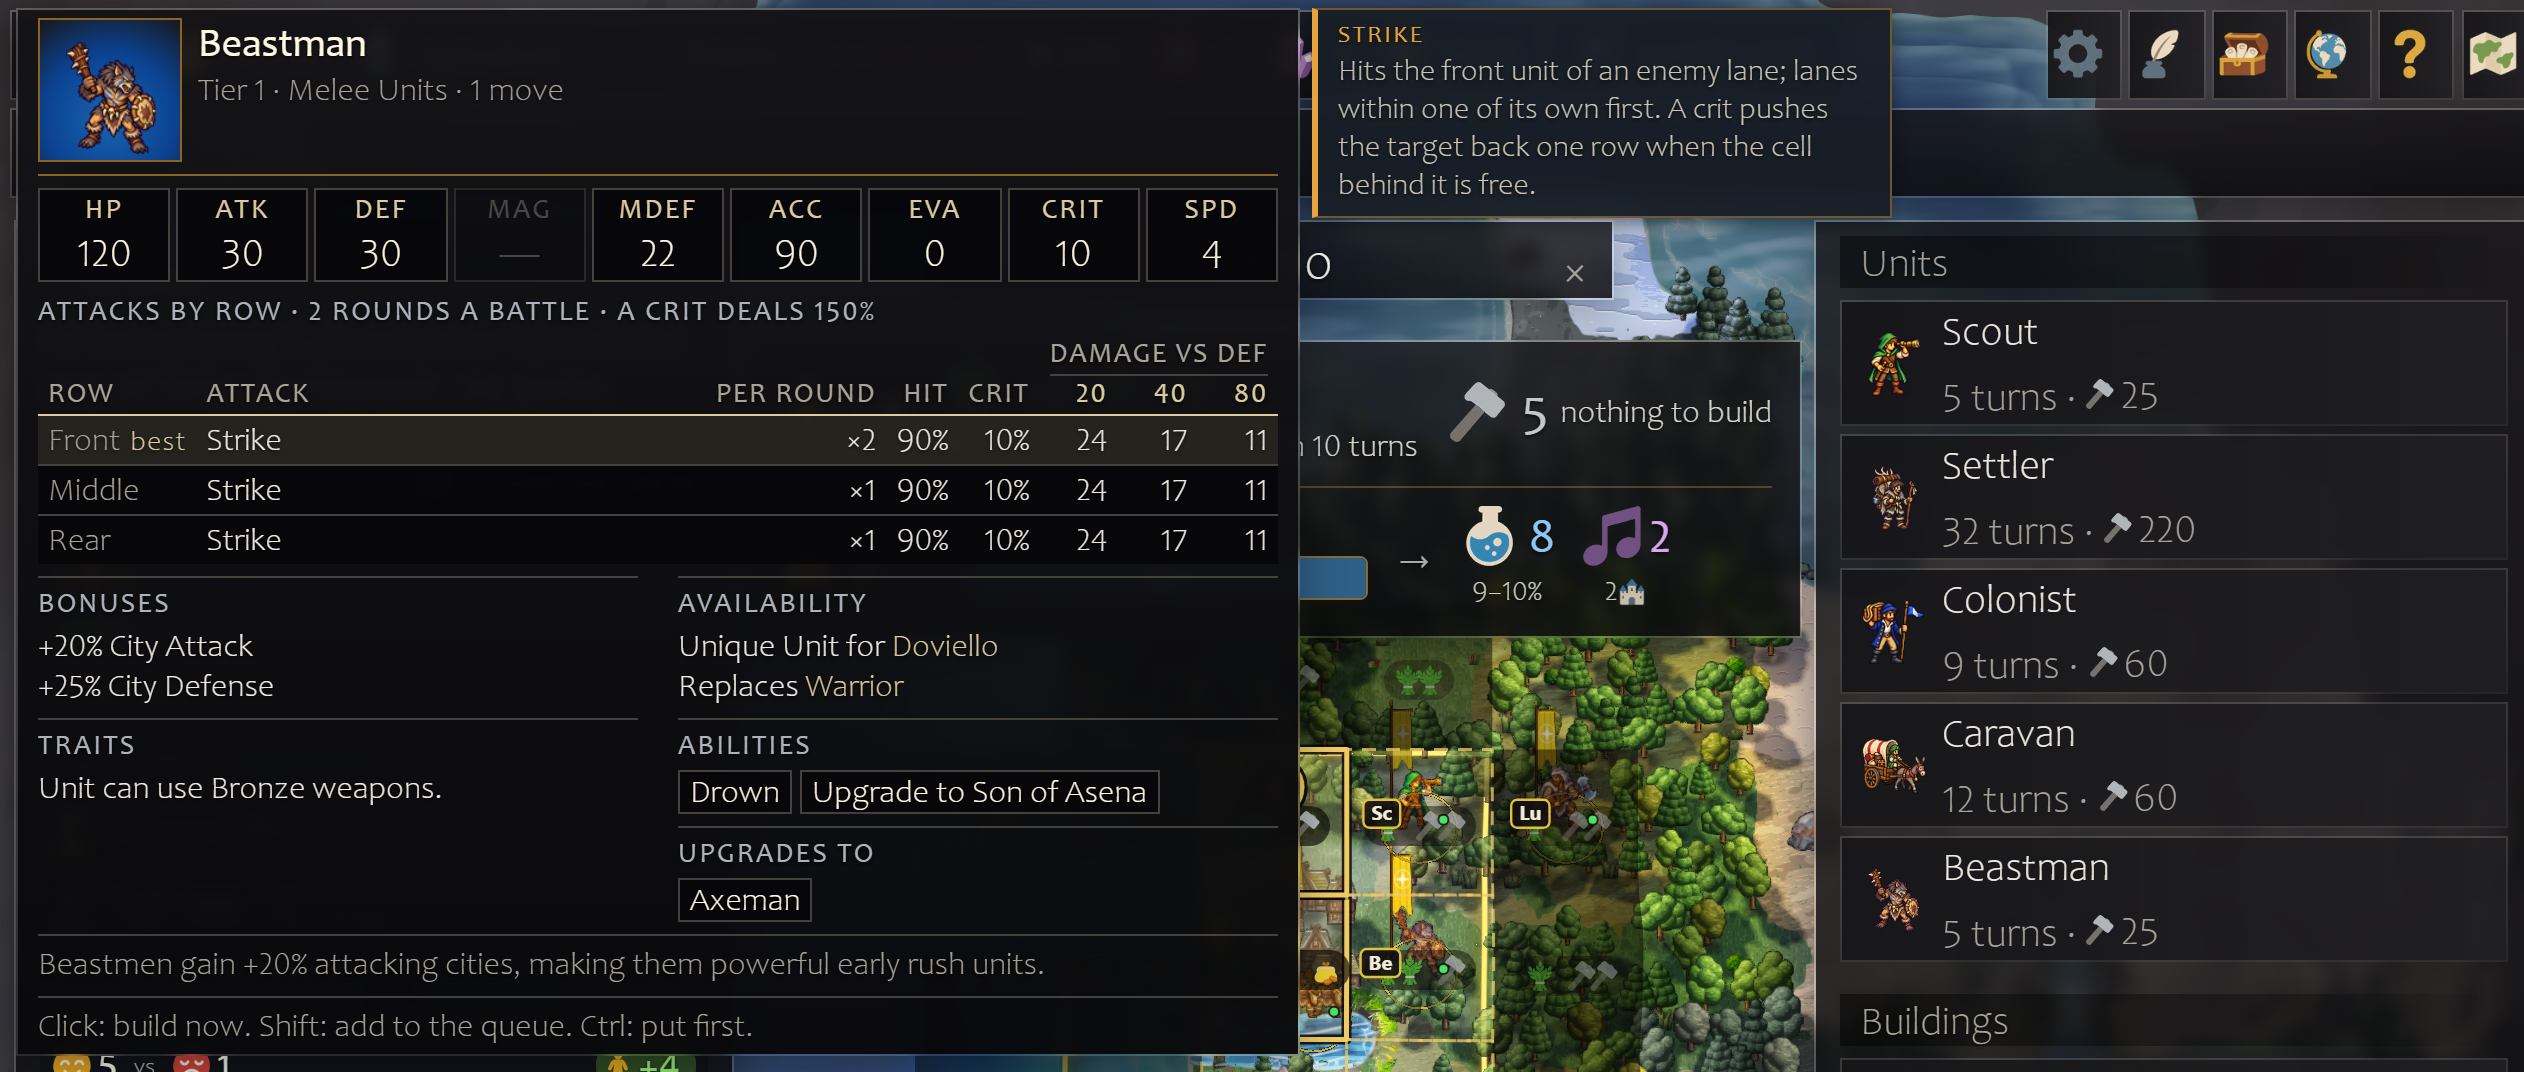 Beastman
Tier 1 · Melee Units · 1 move
HP
120
ATK
30
DEF
30
MAG
—
MDEF
22
ACC
90
EVA
0
CRIT
10
SPD
4
ATTACKS BY ROW · 2 ROUNDS A BATTLE · A CRIT DEALS 150%
DAMAGE VS DEF
ROW ATTACK PER ROUND HIT CRIT 20 40 80
Front best Strike ×2 90% 10% 24 17 11
Middle Strike ×1 90% 10% 24 17 11
Rear Strike ×1 90% 10% 24 17 11
BONUSES
+20% City Attack
+25% City Defense
TRAITS
Unit can use Bronze weapons.
AVAILABILITY
Unique Unit for Doviello
Replaces Warrior
ABILITIES
Drown
Upgrade to Son of Asena
UPGRADES TO
Axeman
Beastmen gain +20% attacking cities, making them powerful early rush units.
Click: build now. Shift: add to the queue. Ctrl: put first.
5 vs 1
+4
STRIKE
Hits the front unit of an enemy lane; lanes
within one of its own first. A crit pushes
the target back one row when the cell
behind it is free.
?
O
×
5 nothing to build
10 turns
→
8
2
9–10%
2
Sc
Lu
Be
Units
Scout
5 turns · 25
Settler
32 turns · 220
Colonist
9 turns · 60
Caravan
12 turns · 60
Beastman
5 turns · 25
Buildings